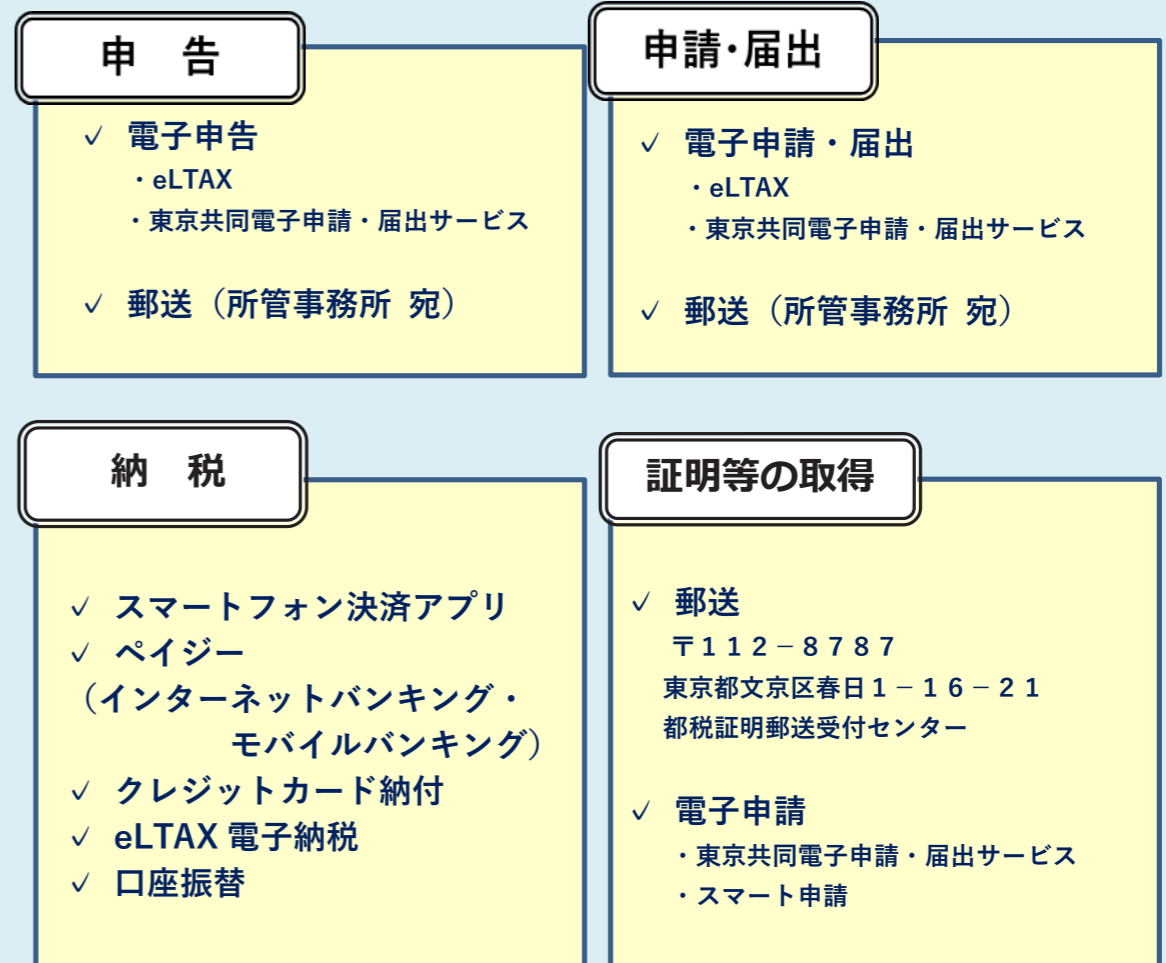 申 告
✓ 電子申告
・eLTAX
・東京共同電子申請・届出サービス
✓ 郵送（所管事務所 宛）
申請・届出
✓ 電子申請・届出
・eLTAX
・東京共同電子申請・届出サービス
✓ 郵送（所管事務所 宛）
納 税
✓ スマートフォン決済アプリ
✓ ペイジー
（インターネットバンキング・
モバイルバンキング）
✓ クレジットカード納付
✓ eLTAX 電子納税
✓ 口座振替
証明等の取得
✓ 郵送
〒１１２－８７８７
東京都文京区春日１－１６－２１
都税証明郵送受付センター
✓ 電子申請
・東京共同電子申請・届出サービス
・スマート申請